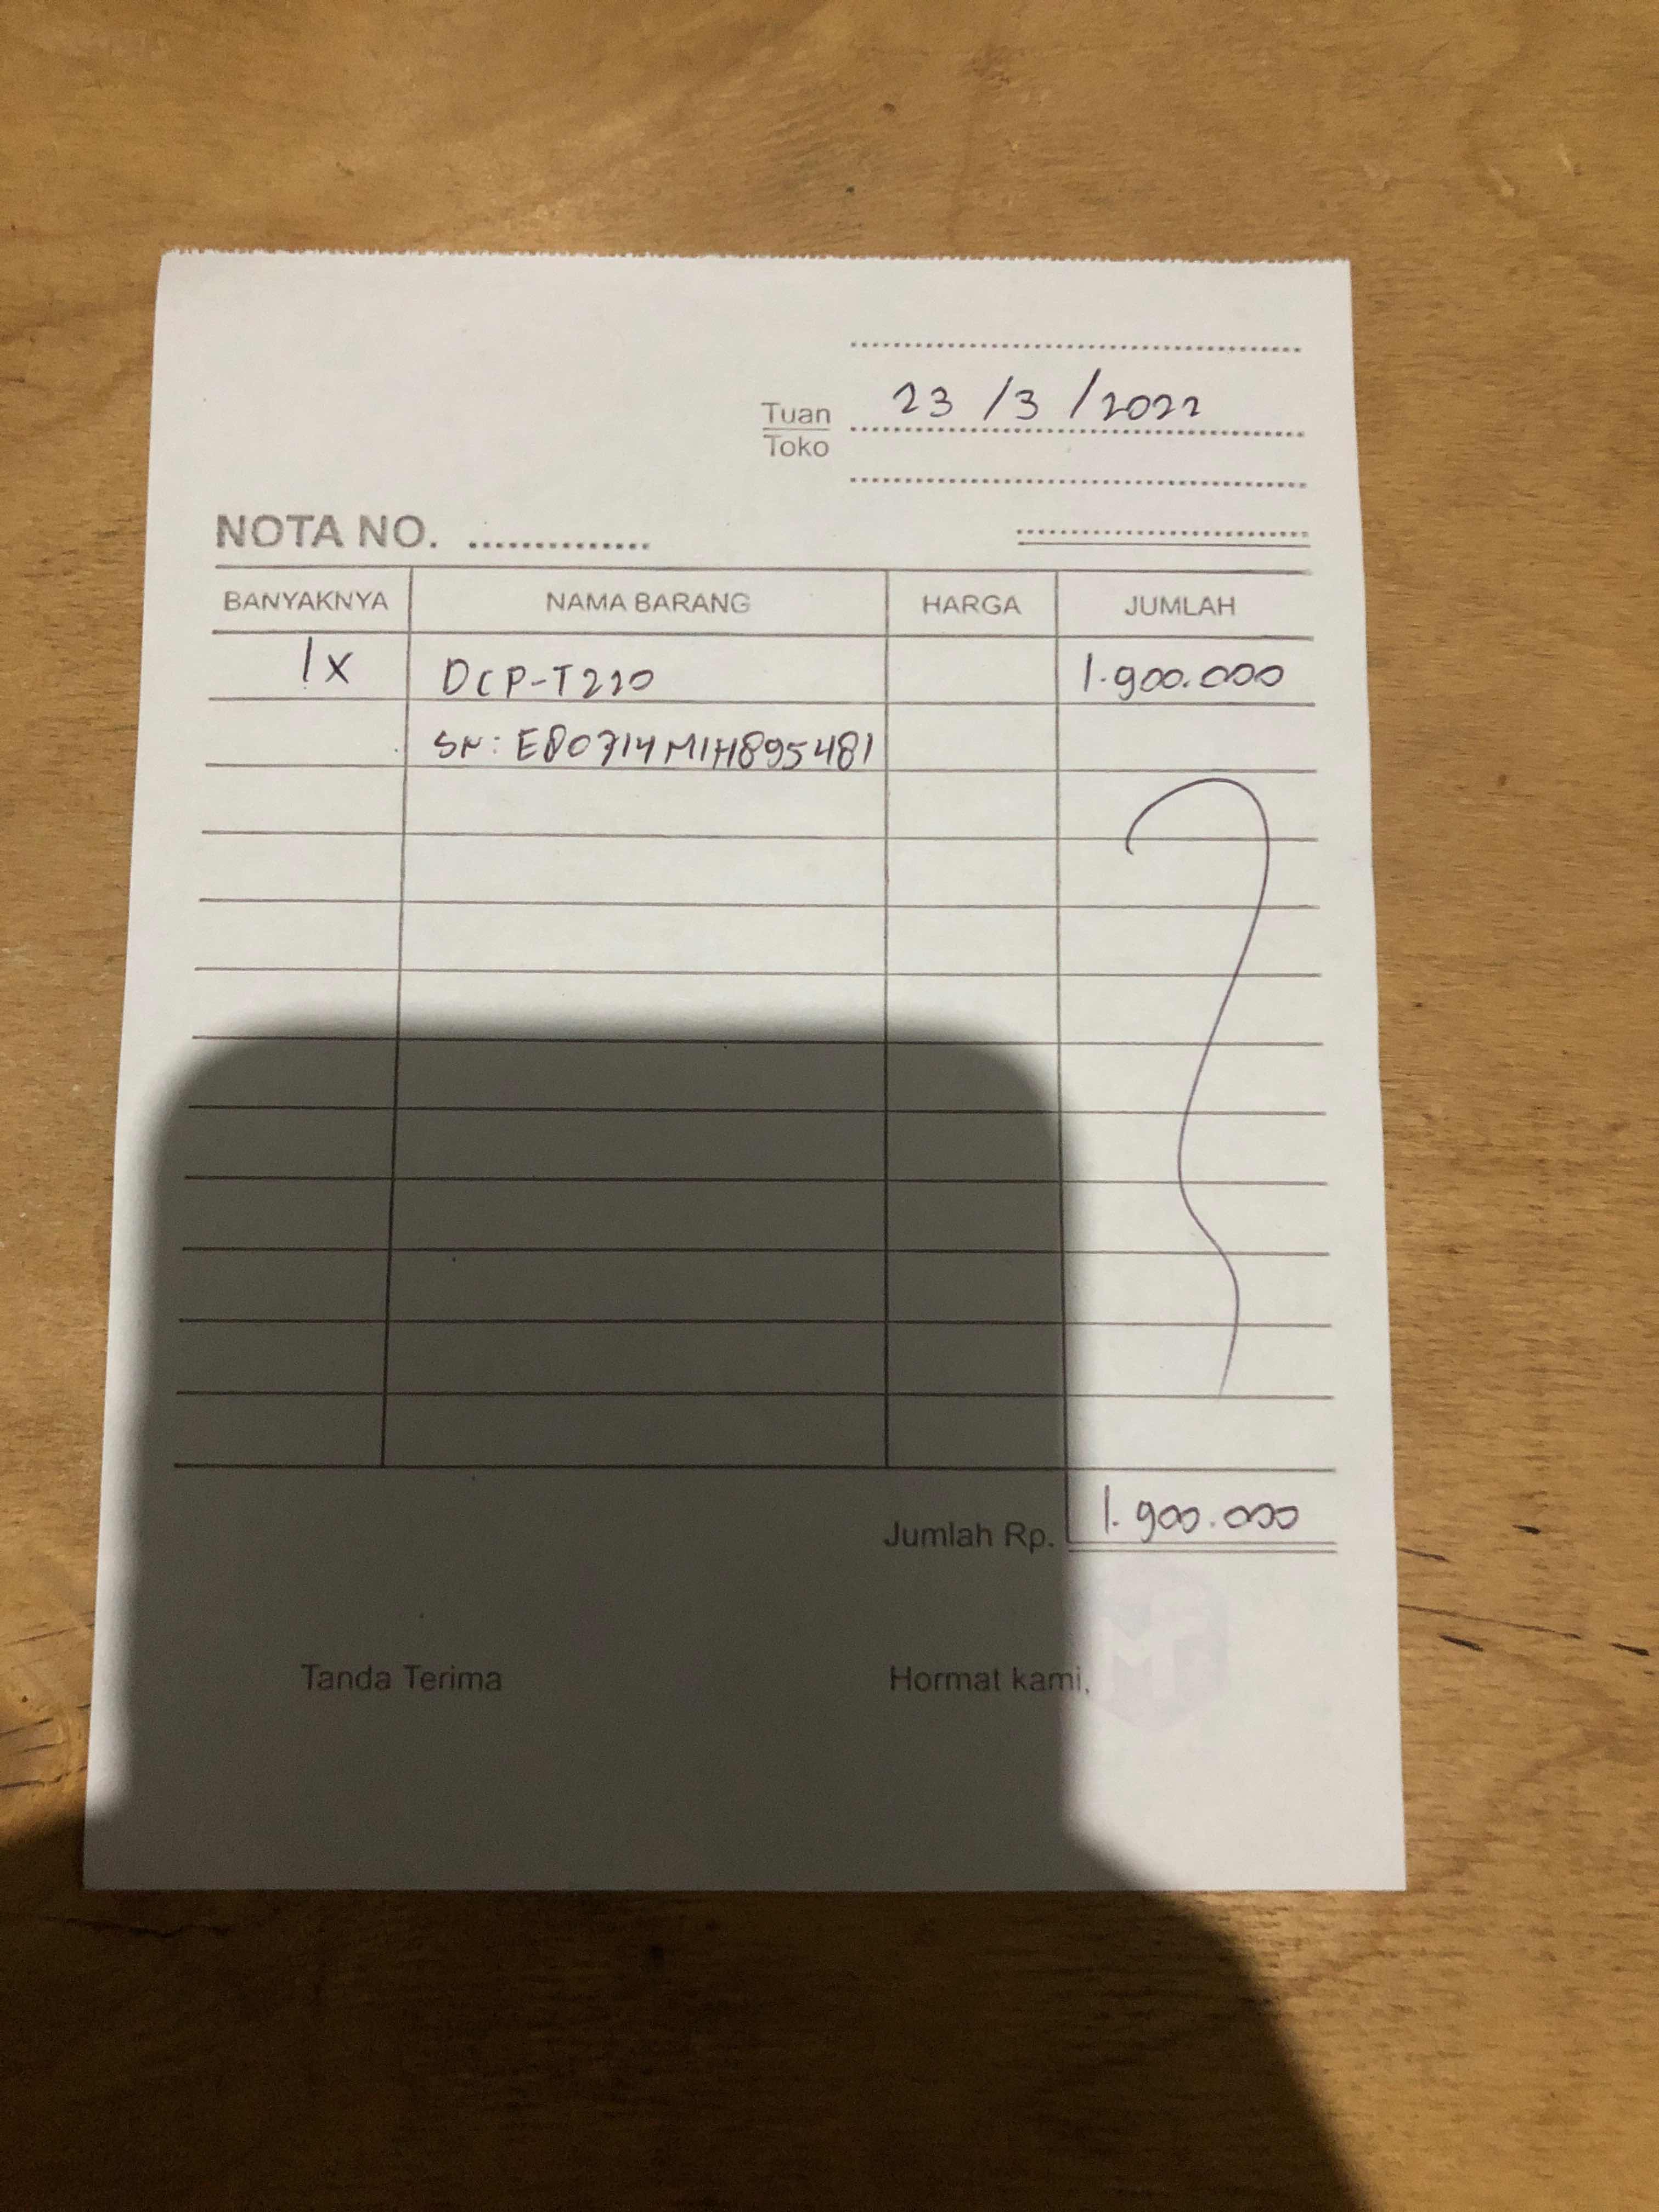 23/3/2022
Tuan
Toko
NOTA NO. ..............
BANYAKNYA NAMA BARANG HARGA JUMLAH
1x DCP-T220 1.900.000
SN: E80714M1H895481
Jumlah Rp. 1.900.000
Tanda Terima Hormat kami,